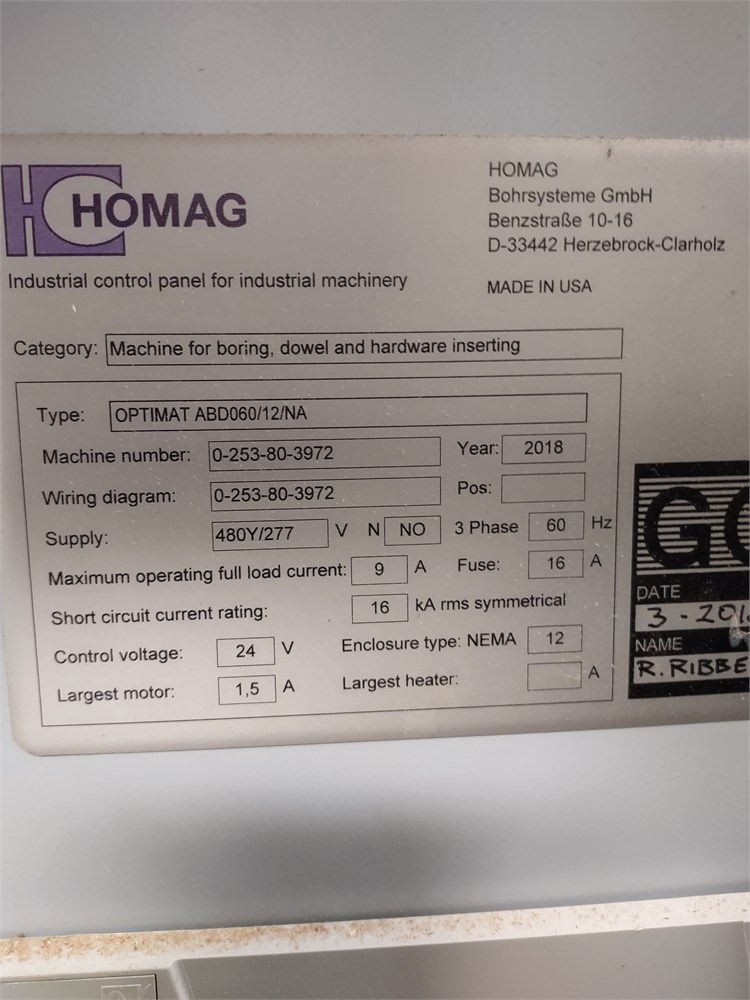 HOMAG
HOMAG
Bohrsysteme GmbH
Benzstraße 10-16
D-33442 Herzebrock-Clarholz
Industrial control panel for industrial machinery
MADE IN USA
Category: Machine for boring, dowel and hardware inserting
Type: OPTIMAT ABD060/12/NA
Machine number: 0-253-80-3972 Year: 2018
Wiring diagram: 0-253-80-3972 Pos:
Supply: 480Y/277 V N NO 3 Phase 60 Hz
Maximum operating full load current: 9 A Fuse: 16 A
Short circuit current rating: 16 kA rms symmetrical
Control voltage: 24 V Enclosure type: NEMA 12
Largest motor: 1,5 A Largest heater: A
DATE
NAME